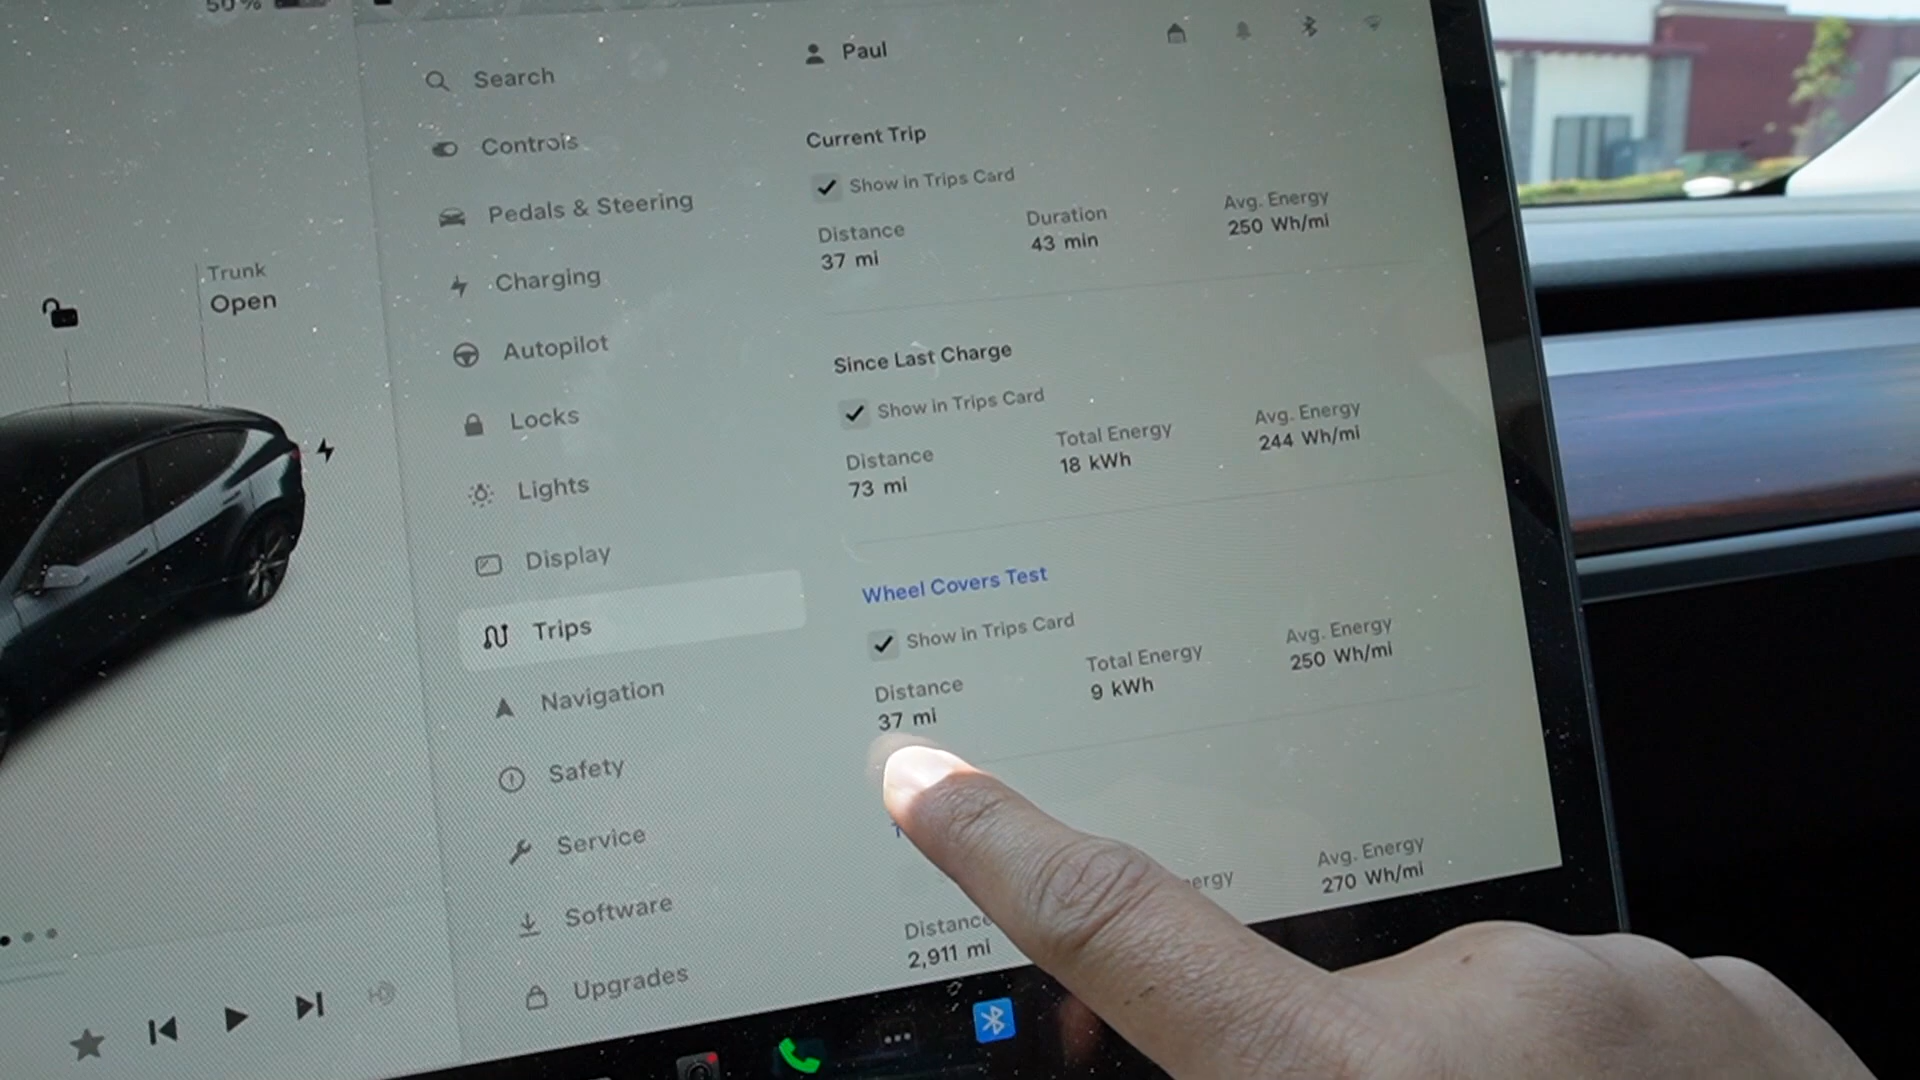 50 %
Trunk
Open
Search
Controls
Pedals & Steering
Charging
Autopilot
Locks
Lights
Display
Trips
Navigation
Safety
Service
Software
Upgrades
Paul
Current Trip
Show in Trips Card
Distance
37 mi
Duration
43 min
Avg. Energy
250 Wh/mi
Since Last Charge
Show in Trips Card
Distance
73 mi
Total Energy
18 kWh
Avg. Energy
244 Wh/mi
Wheel Covers Test
Show in Trips Card
Distance
37 mi
Total Energy
9 kWh
Avg. Energy
250 Wh/mi
Distance
2,911 mi
Avg. Energy
270 Wh/mi